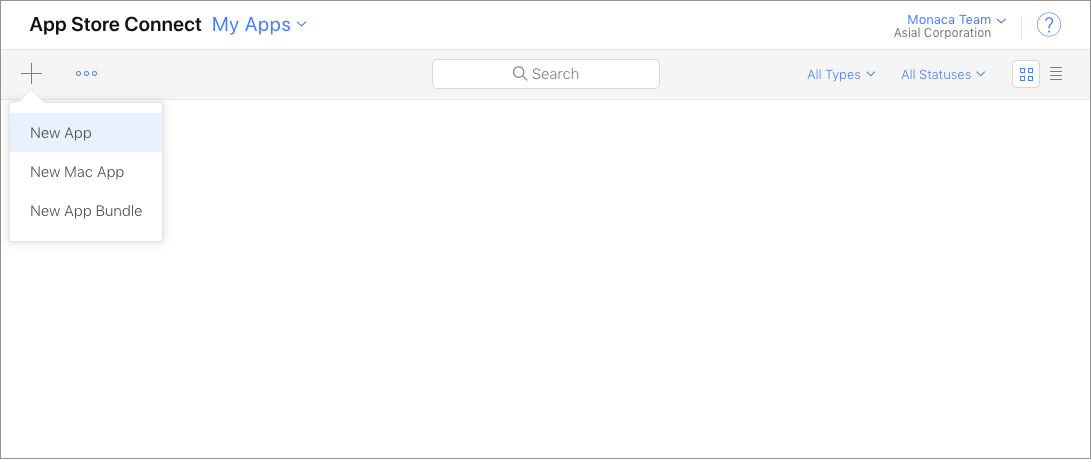 App Store Connect My Apps
Monaca Team
Asial Corporation
?
Search
All Types
All Statuses
New App
New Mac App
New App Bundle